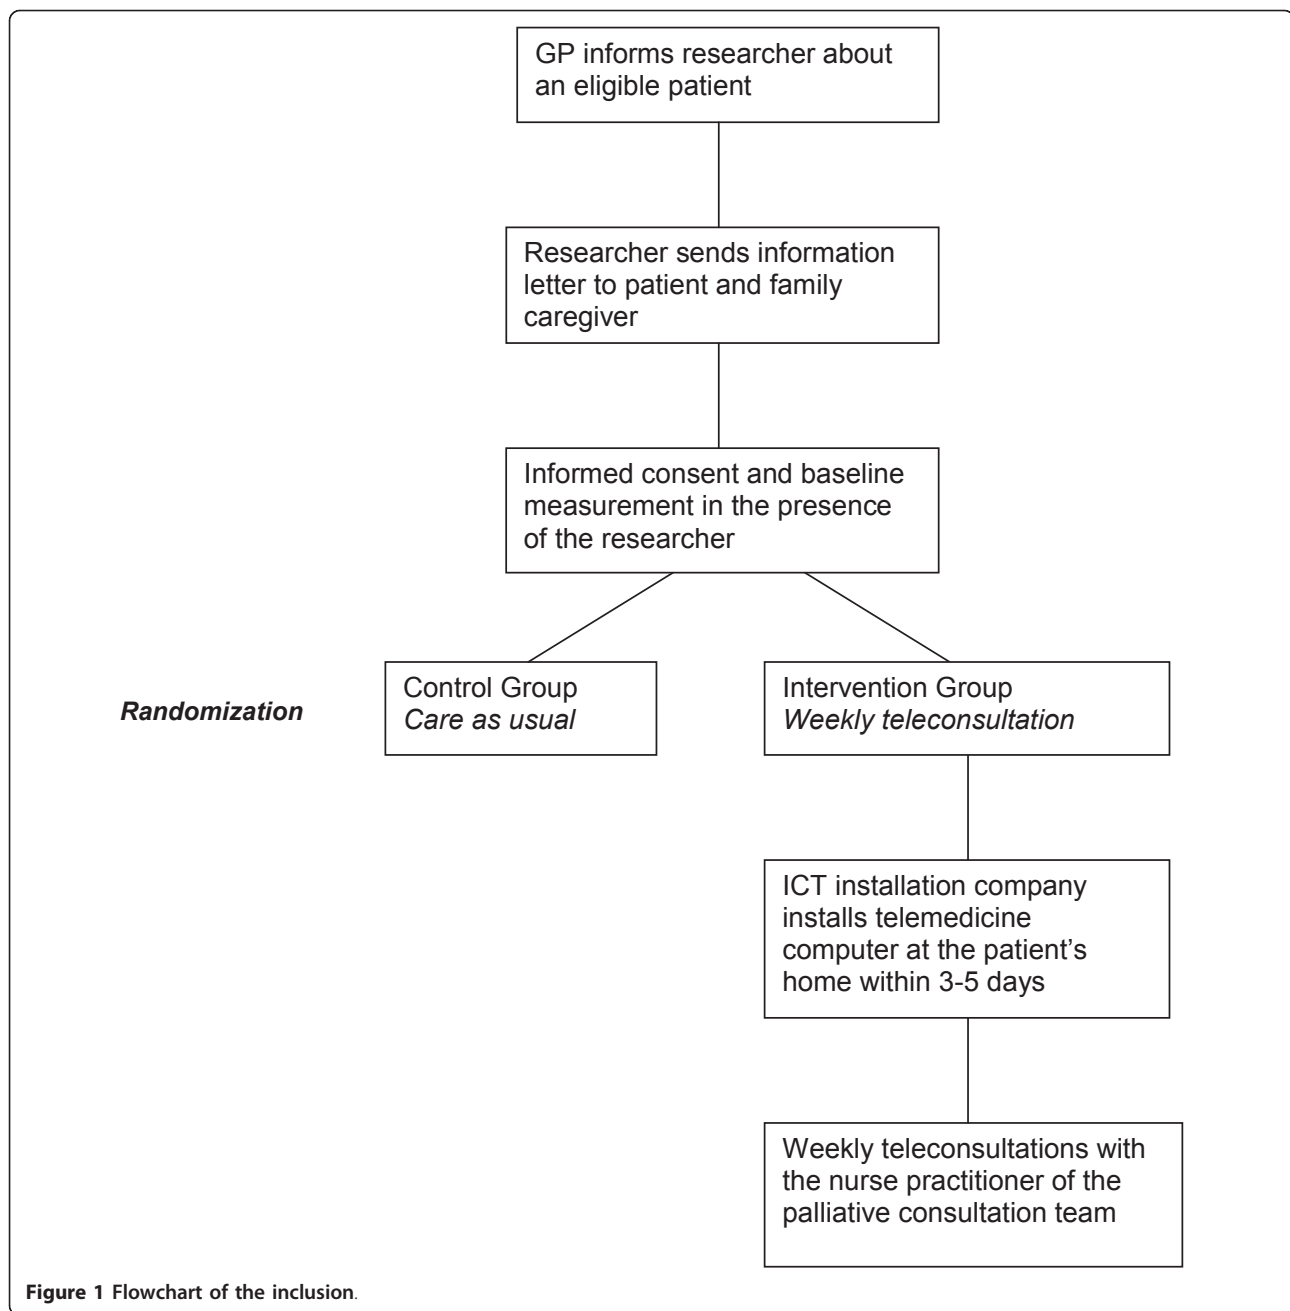 GP informs researcher about
an eligible patient
Researcher sends information
letter to patient and family
caregiver
Informed consent and baseline
measurement in the presence
of the researcher
Randomization
Control Group
Care as usual
Intervention Group
Weekly teleconsultation
ICT installation company
installs telemedicine
computer at the patient's
home within 3-5 days
Weekly teleconsultations with
the nurse practitioner of the
palliative consultation team
Figure 1 Flowchart of the inclusion.